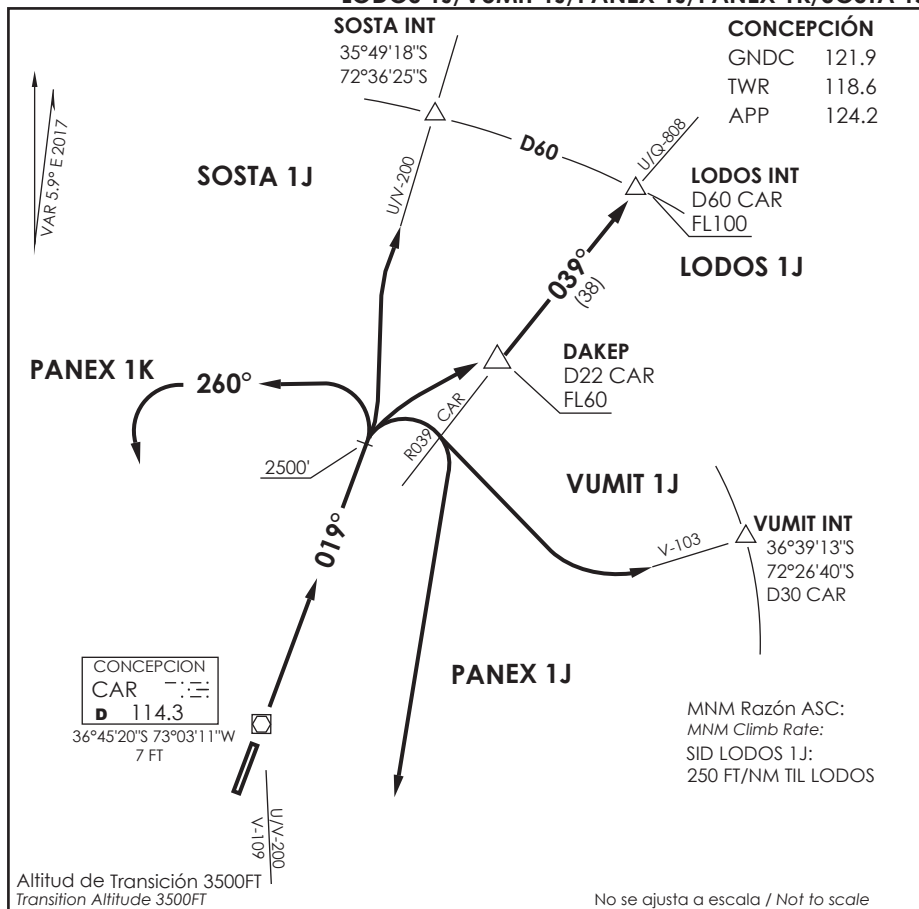 SOSTA INT
35°49'18"S
72°36'25"S
CONCEPCIÓN
GNDC 121.9
TWR 118.6
APP 124.2
VAR 5.9° E 2017
D60
U/Q-808
SOSTA 1J
U/V-200
LODOS INT
D60 CAR
FL100
LODOS 1J
039°
(38)
PANEX 1K
260°
DAKEP
D22 CAR
FL60
R039 CAR
2500'
VUMIT 1J
019°
V-103
VUMIT INT
36°39'13"S
72°26'40"S
D30 CAR
PANEX 1J
CONCEPCION
CAR
D 114.3
36°45'20"S 73°03'11"W
7 FT
MNM Razón ASC:
MNM Climb Rate:
SID LODOS 1J:
250 FT/NM TIL LODOS
U/V-200
V-109
Altitud de Transición 3500FT
Transition Altitude 3500FT
No se ajusta a escala / Not to scale